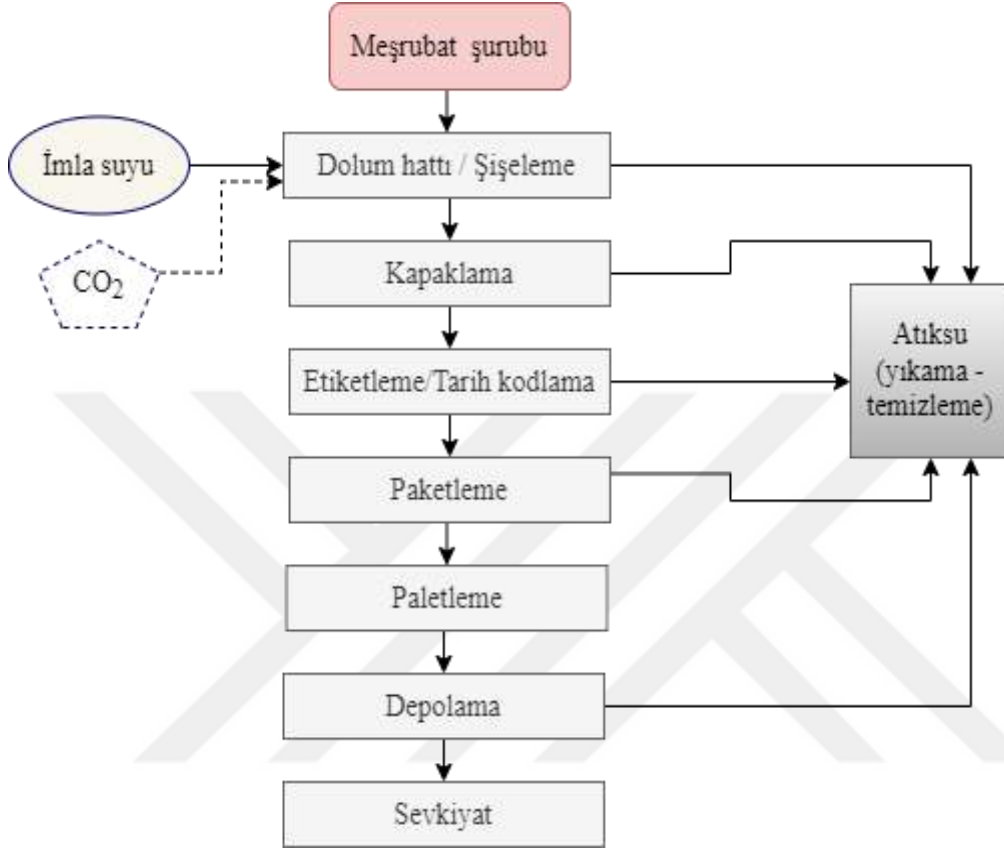 Meşrubat şurubu
İmla suyu
Dolum hattı / Şişeleme
CO₂
Kapaklama
Atıksu
(yıkama -
temizleme)
Etiketleme/Tarih kodlama
Paketleme
Paletleme
Depolama
Sevkiyat